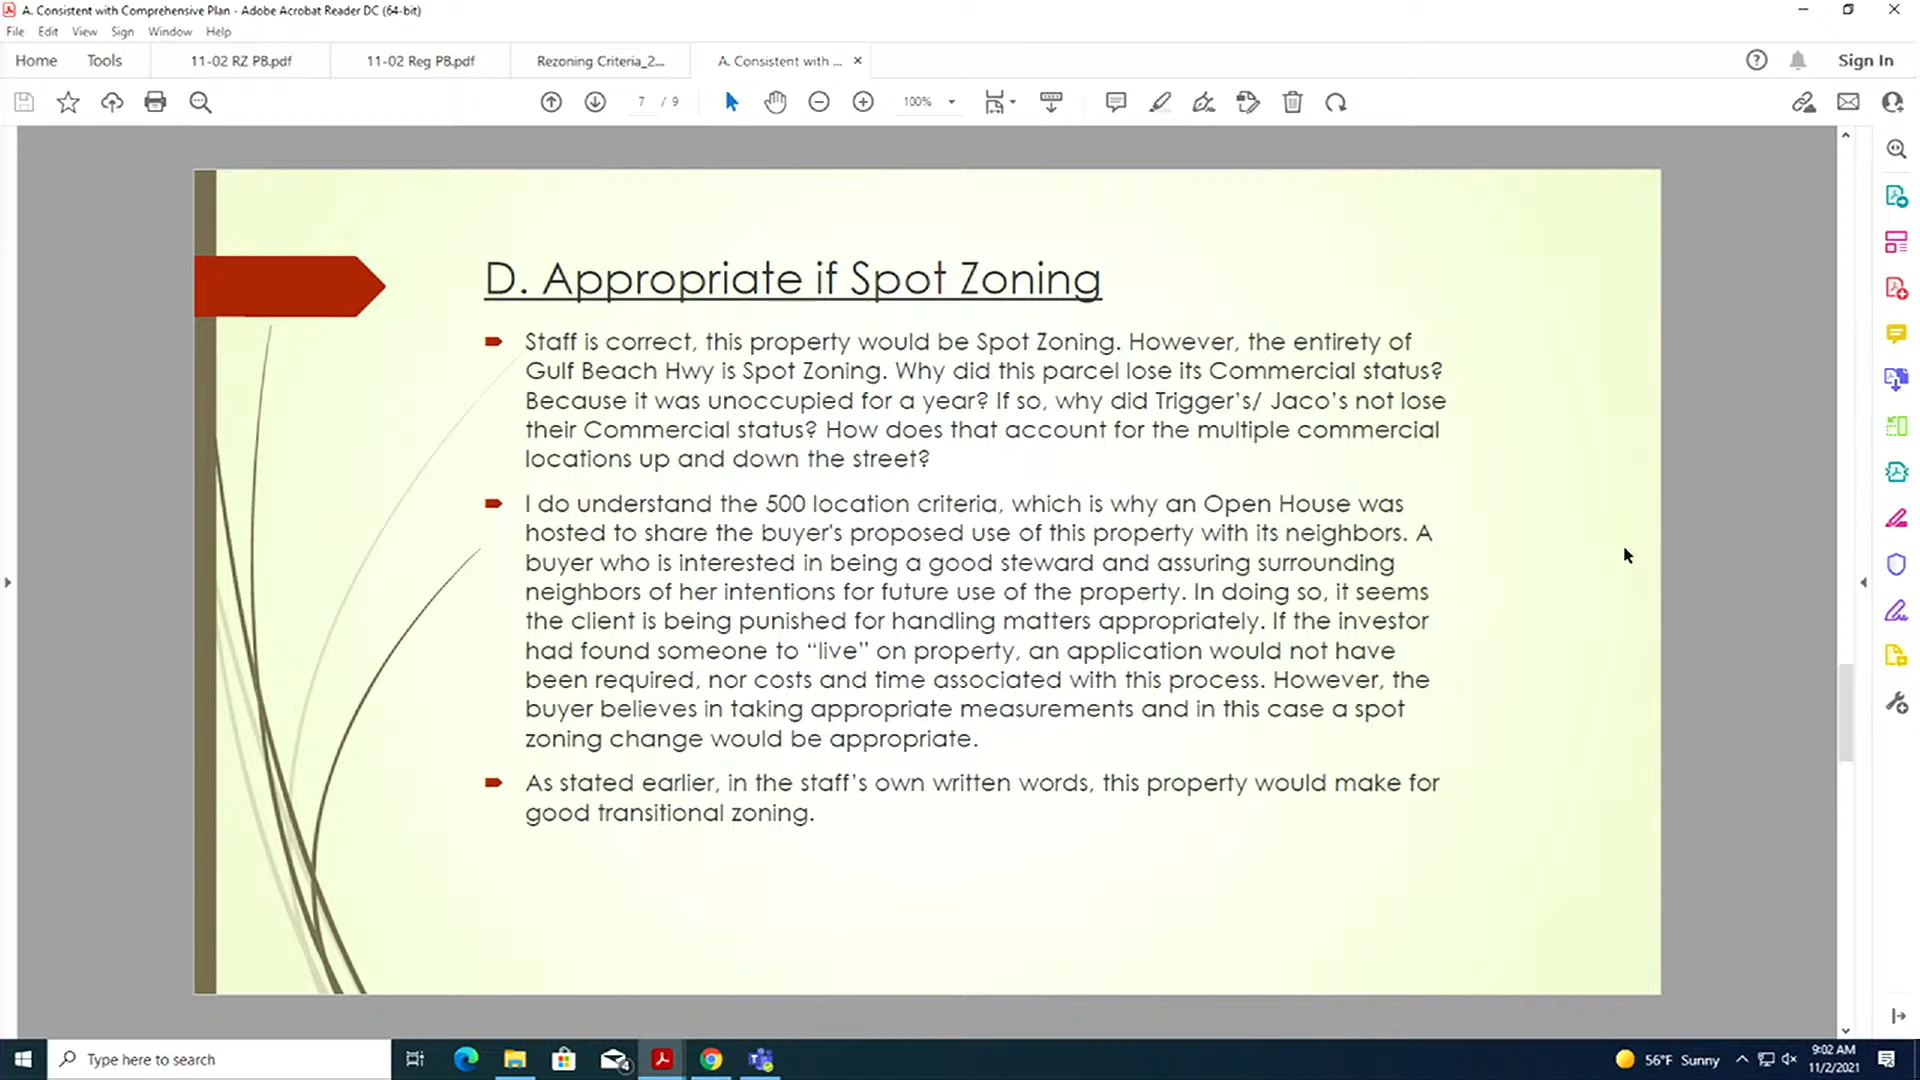 A. Consistent with Comprehensive Plan - Adobe Acrobat Reader DC (64-bit)
File Edit View Sign Window Help
Home Tools 11-02 RZ PB.pdf 11-02 Reg PB.pdf Rezoning Criteria_2... A. Consistent with ... Sign In
7 / 9 100%
D. Appropriate if Spot Zoning
Staff is correct, this property would be Spot Zoning. However, the entirety of
Gulf Beach Hwy is Spot Zoning. Why did this parcel lose its Commercial status?
Because it was unoccupied for a year? If so, why did Trigger's/ Jaco's not lose
their Commercial status? How does that account for the multiple commercial
locations up and down the street?
I do understand the 500 location criteria, which is why an Open House was
hosted to share the buyer's proposed use of this property with its neighbors. A
buyer who is interested in being a good steward and assuring surrounding
neighbors of her intentions for future use of the property. In doing so, it seems
the client is being punished for handling matters appropriately. If the investor
had found someone to “live” on property, an application would not have
been required, nor costs and time associated with this process. However, the
buyer believes in taking appropriate measurements and in this case a spot
zoning change would be appropriate.
As stated earlier, in the staff's own written words, this property would make for
good transitional zoning.
Type here to search
4
56°F Sunny
9:02 AM
11/2/2021